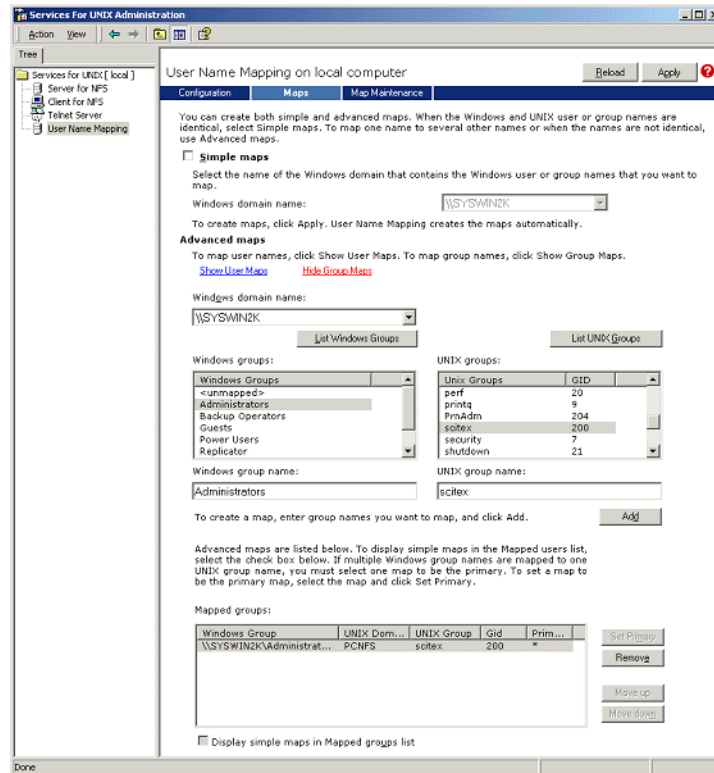 Services For UNIX Administration
Action View
Tree
Services for UNIX [ local ]
Server for NFS
Client for NFS
Telnet Server
User Name Mapping
User Name Mapping on local computer
Reload Apply
Configuration Maps Map Maintenance
You can create both simple and advanced maps. When the Windows and UNIX user or group names are
identical, select Simple maps. To map one name to several other names or when the names are not identical,
use Advanced maps.
Simple maps
Select the name of the Windows domain that contains the Windows user or group names that you want to
map.
Windows domain name: \\SYSWIN2K
To create maps, click Apply. User Name Mapping creates the maps automatically.
Advanced maps
To map user names, click Show User Maps. To map group names, click Show Group Maps.
Show User Maps Hide Group Maps
Windows domain name:
\\SYSWIN2K
List Windows Groups List UNIX Groups
Windows groups: UNIX groups:
Windows Groups Unix Groups GID
<unmapped> perf 20
Administrators printq 9
Backup Operators PrnAdm 204
Guests scitex 200
Power Users security 7
Replicator shutdown 21
Windows group name: UNIX group name:
Administrators scitex
To create a map, enter group names you want to map, and click Add. Add
Advanced maps are listed below. To display simple maps in the Mapped users list,
select the check box below. If multiple Windows group names are mapped to one
UNIX group name, you must select one map to be the primary. To set a map to
be the primary map, select the map and click Set Primary.
Mapped groups:
Windows Group UNIX Dom... UNIX Group Gid Prim...
\\SYSWIN2K\Administrat... PCNFS scitex 200 *
Set Primary
Remove
Move up
Move down
Display simple maps in Mapped groups list
Done